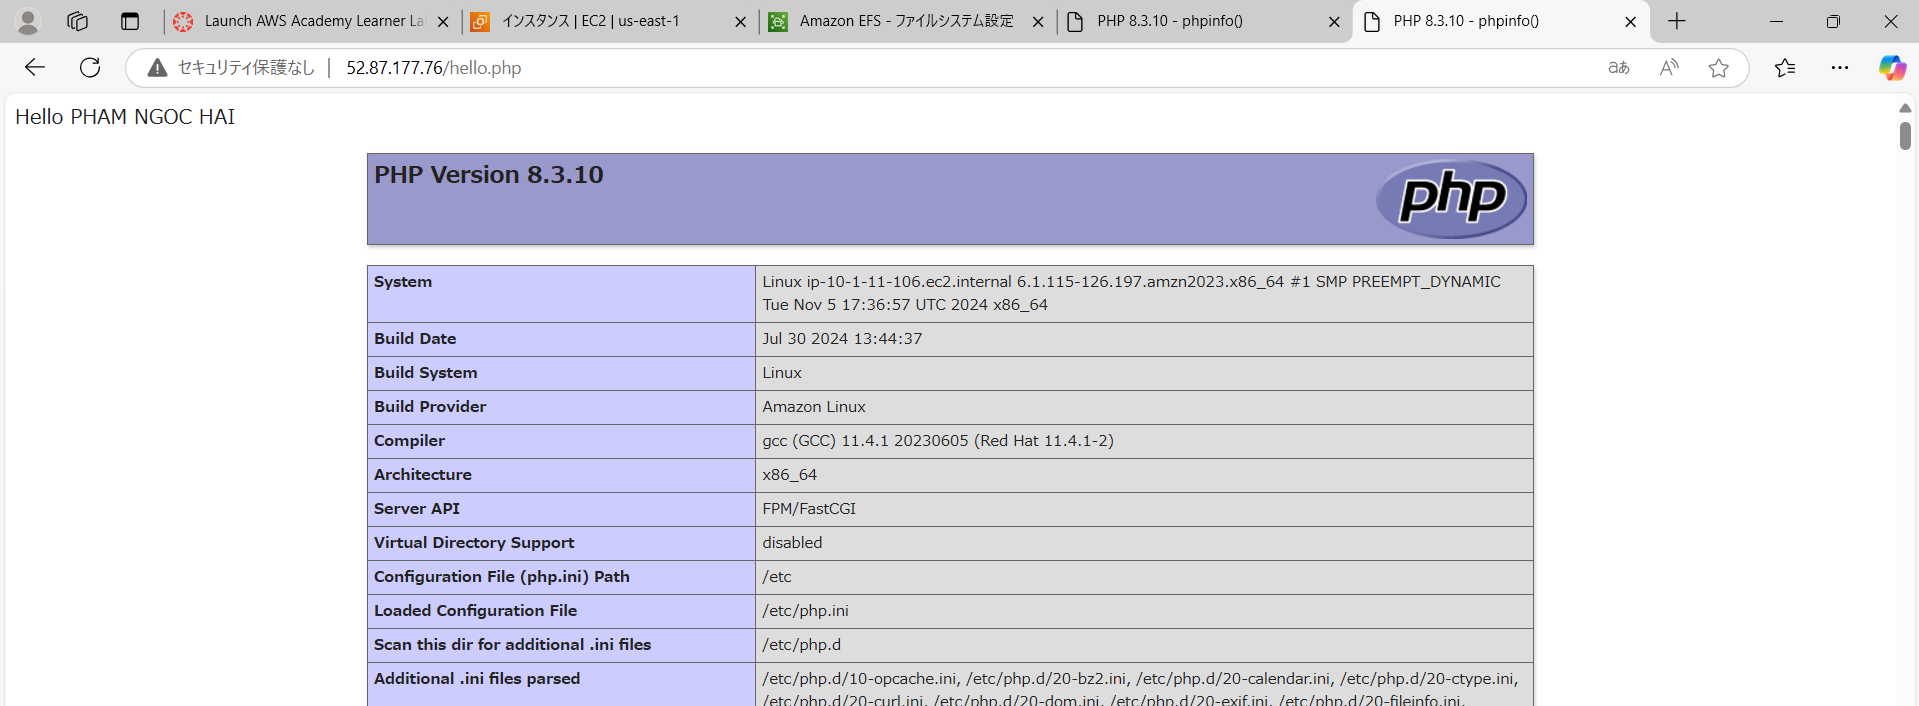 Launch AWS Academy Learner La
インスタンス | EC2 | us-east-1
Amazon EFS - ファイルシステム設定
PHP 8.3.10 - phpinfo()
PHP 8.3.10 - phpinfo()
セキュリティ保護なし
52.87.177.76/hello.php
aあ
Hello PHAM NGOC HAI
PHP Version 8.3.10
php
System
Linux ip-10-1-11-106.ec2.internal 6.1.115-126.197.amzn2023.x86_64 #1 SMP PREEMPT_DYNAMIC
Tue Nov 5 17:36:57 UTC 2024 x86_64
Build Date
Jul 30 2024 13:44:37
Build System
Linux
Build Provider
Amazon Linux
Compiler
gcc (GCC) 11.4.1 20230605 (Red Hat 11.4.1-2)
Architecture
x86_64
Server API
FPM/FastCGI
Virtual Directory Support
disabled
Configuration File (php.ini) Path
/etc
Loaded Configuration File
/etc/php.ini
Scan this dir for additional .ini files
/etc/php.d
Additional .ini files parsed
/etc/php.d/10-opcache.ini, /etc/php.d/20-bz2.ini, /etc/php.d/20-calendar.ini, /etc/php.d/20-ctype.ini,
/etc/php.d/20-curl.ini, /etc/php.d/20-dom.ini, /etc/php.d/20-exif.ini, /etc/php.d/20-fileinfo.ini,